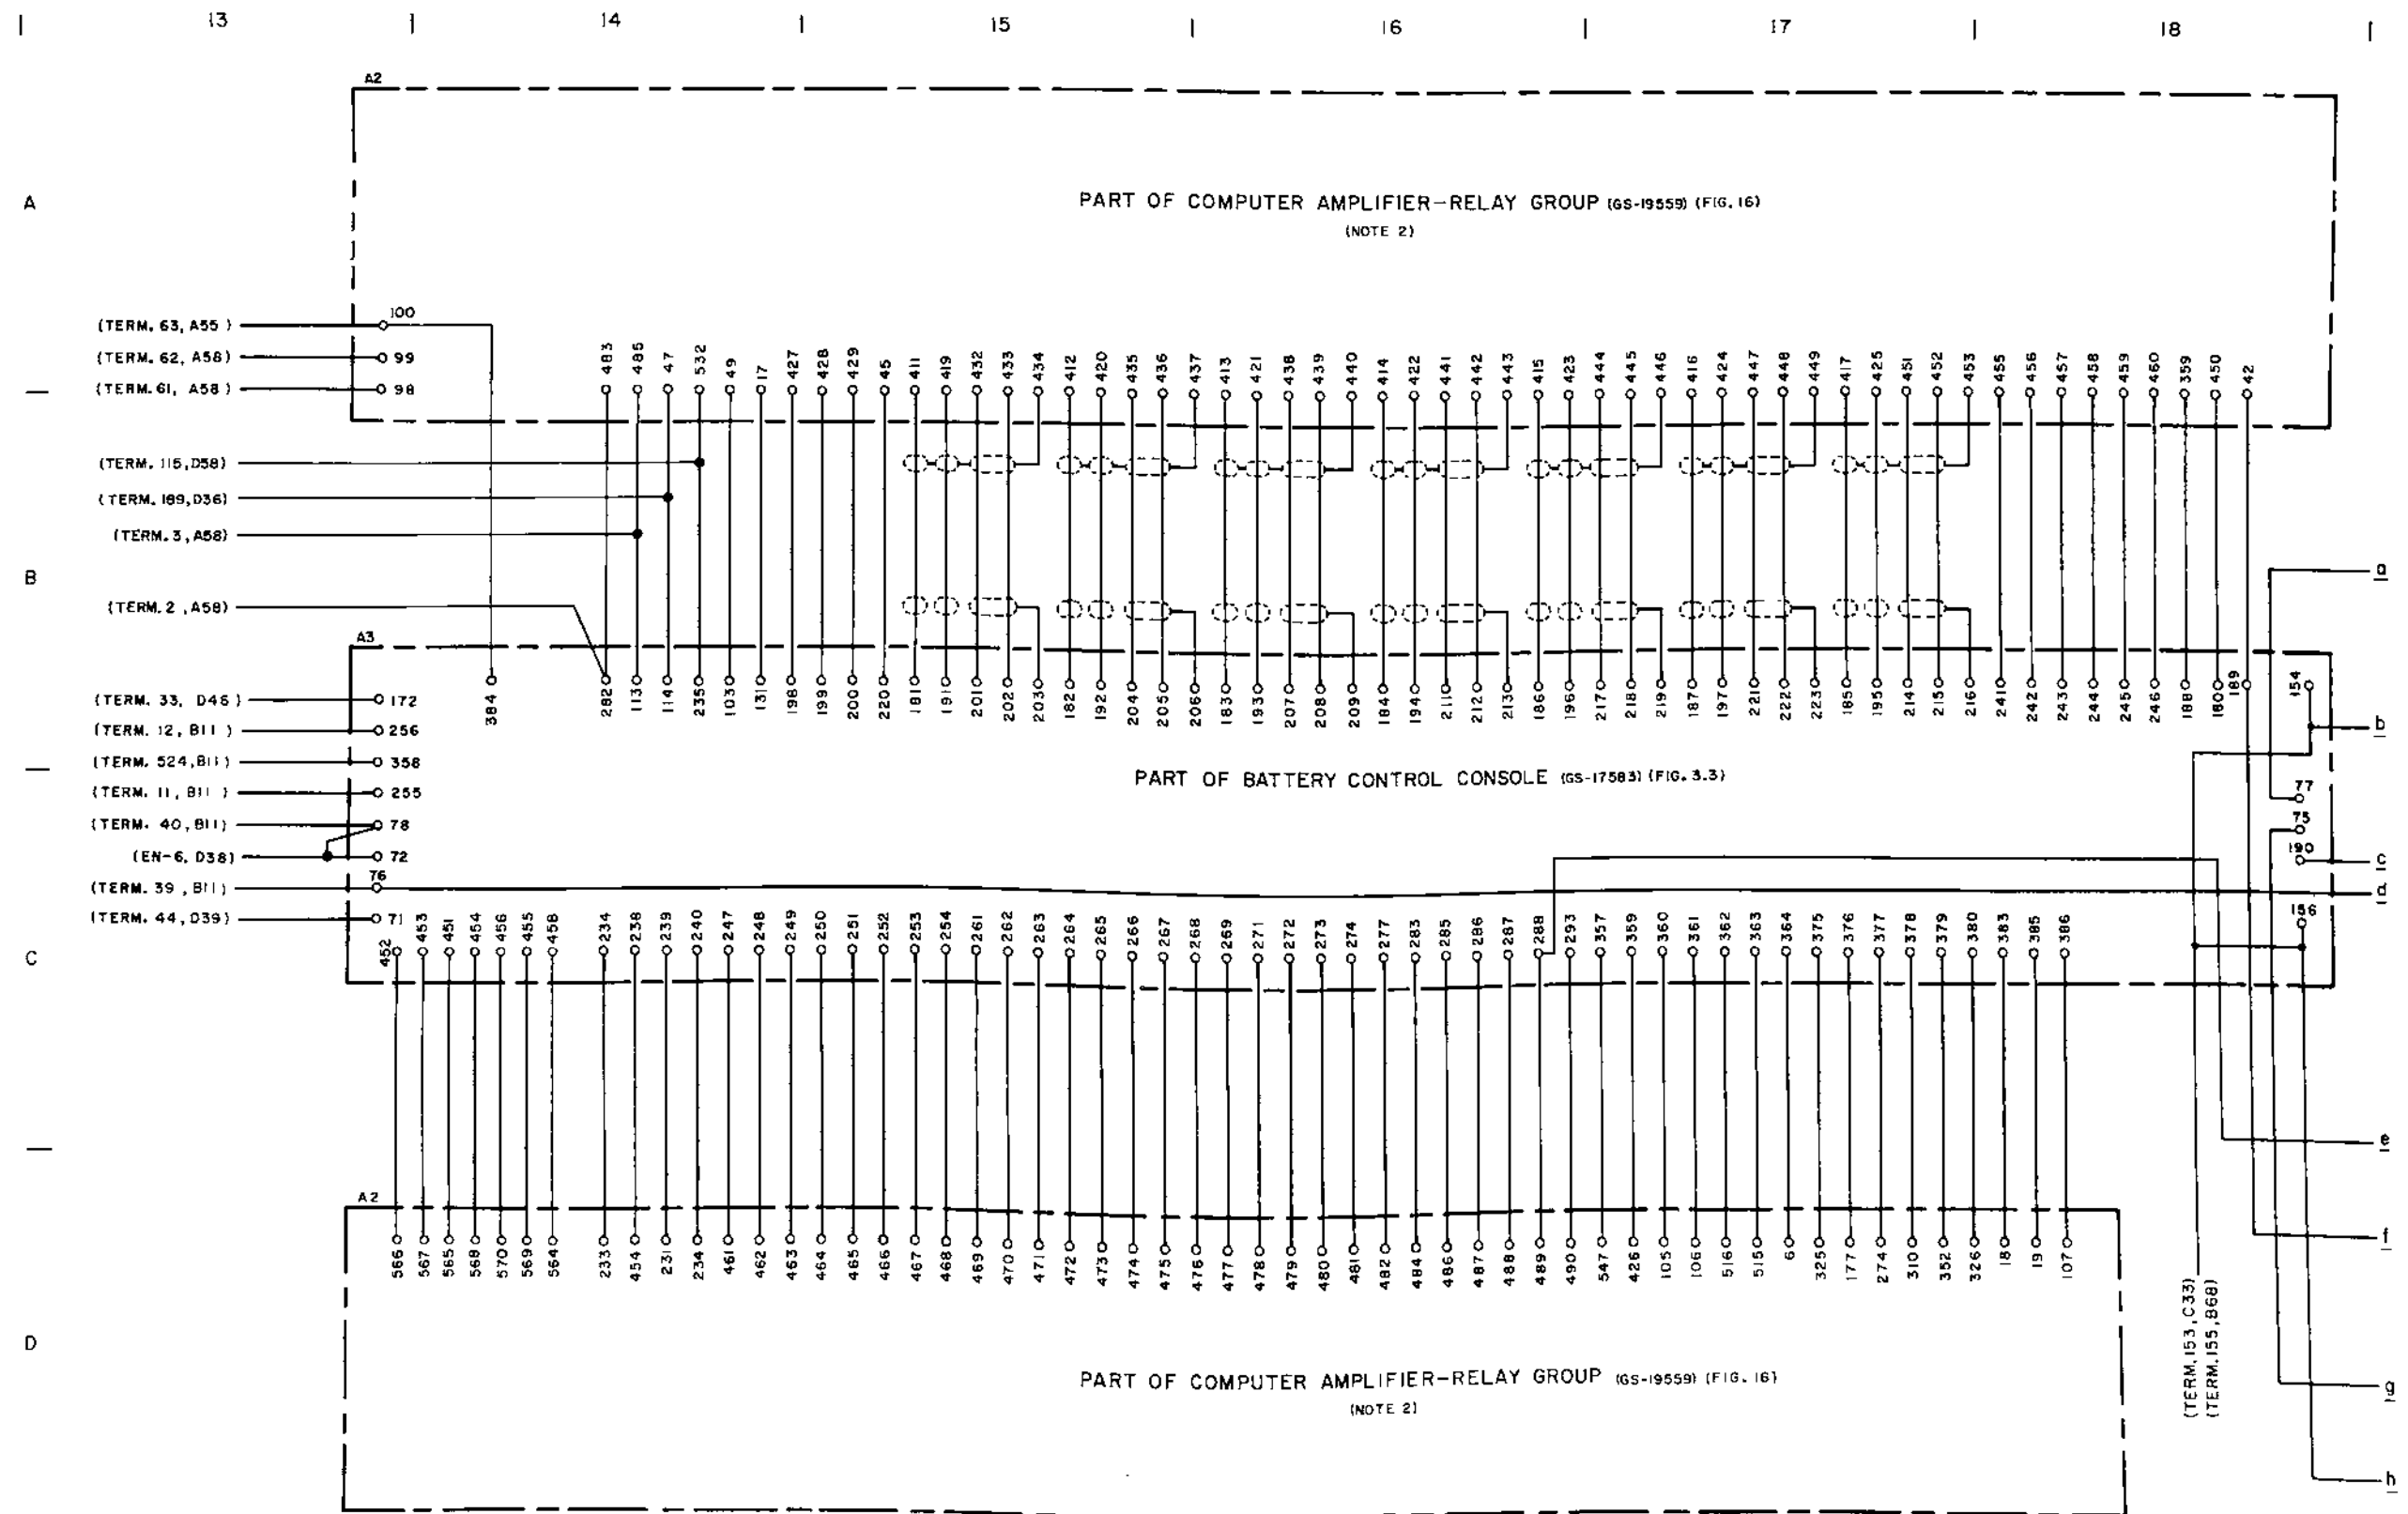 13 14 15 16 17 18
A2
A
PART OF COMPUTER AMPLIFIER-RELAY GROUP (GS-19559) (FIG. 16)
(NOTE 2)
(TERM. 63, A55 ) 100
(TERM. 62, A58) 99
(TERM. 61, A58 ) 98
483 485 47 532 49 17 427 428 429 45 411 419 432 433 434 412 420 435 436 437 413 421 438 439 440 414 422 441 442 443 415 423 444 445 446 416 424 447 448 449 417 425 451 452 453 455 456 457 458 459 460 359 450 42
(TERM. 115, D58)
(TERM. 189, D36)
(TERM. 3, A58)
B
a
(TERM. 2 , A58)
A3
384 282 113 114 235 103 131 198 199 200 220 181 191 201 202 203 182 192 204 205 206 183 193 207 208 209 184 194 211 212 213 186 196 217 218 219 187 197 221 222 223 185 195 214 215 216 241 242 243 244 245 246 188 180 189 154
(TERM. 33, D46 ) 172
b
(TERM. 12, B11 ) 256
(TERM. 524, B11) 358
PART OF BATTERY CONTROL CONSOLE (GS-17583) (FIG. 3.3)
(TERM. 11, B11 ) 255
77
(TERM. 40, B11) 78
75
(EN-6, D38) 72
190
c
(TERM. 39 , B11) 76
d
(TERM. 44, D39) 71
156
C
452 453 451 454 456 455 458 234 238 239 240 247 248 249 250 251 252 253 254 261 262 263 264 265 266 267 268 269 271 272 273 274 277 283 285 286 287 288 293 357 359 360 361 362 363 364 375 376 377 378 379 380 383 385 386
e
A2
f
566 567 565 568 570 569 564 233 454 231 234 461 462 463 464 465 466 467 468 469 470 471 472 473 474 475 476 477 478 479 480 481 482 484 486 487 488 489 490 547 426 105 106 516 515 6 325 177 274 310 352 326 18 19 107
D
(TERM. 153, C33)
(TERM. 155, B68)
PART OF COMPUTER AMPLIFIER-RELAY GROUP (GS-19559) (FIG. 16)
(NOTE 2)
g
h